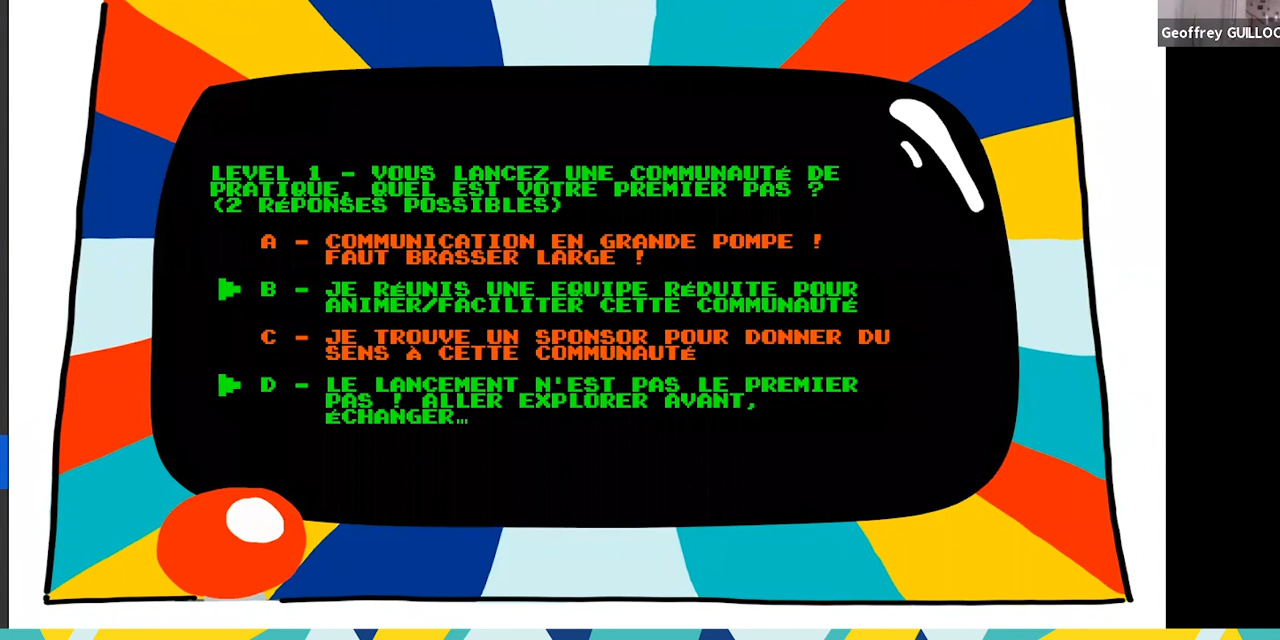 Geoffrey GUILLOC
LEVEL 1 - VOUS LANCEZ UNE COMMUNAUTÉ DE
PRATIQUE, QUEL EST VOTRE PREMIER PAS ?
(2 RÉPONSES POSSIBLES)
A - COMMUNICATION EN GRANDE POMPE !
FAUT BRASSER LARGE !
B - JE RÉUNIS UNE EQUIPE RÉDUITE POUR
ANIMER/FACILITER CETTE COMMUNAUTÉ
C - JE TROUVE UN SPONSOR POUR DONNER DU
SENS À CETTE COMMUNAUTÉ
D - LE LANCEMENT N'EST PAS LE PREMIER
PAS ! ALLER EXPLORER AVANT,
ÉCHANGER…